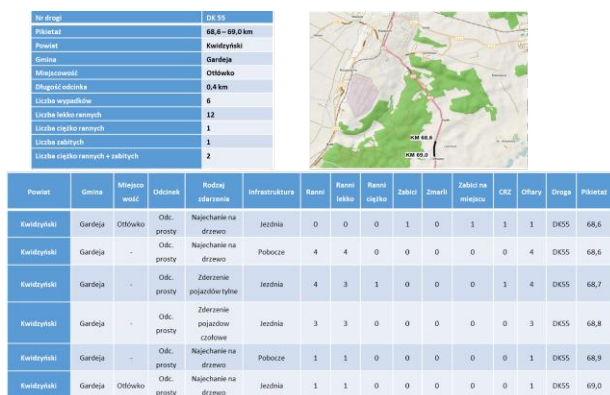 Nr drogi DK 55
Pikietaż 68,6 – 69,0 km
Powiat Kwidzyński
Gmina Gardeja
Miejscowość Otłówko
Długość odcinka 0,4 km
Liczba wypadków 6
Liczba lekko rannych 12
Liczba ciężko rannych 1
Liczba zabitych 1
Liczba ciężko rannych + zabitych 2
KM 68,6
KM 69,0
Powiat Gmina Miejsco wość Odcinek Rodzaj zdarzenia Infrastruktura Ranni Ranni lekko Ranni ciężko Zabici Zmarli Zabici na miejscu CRZ Ofiary Droga Pikietaż
Kwidzyński Gardeja Otłówko Odc. prosty Najechanie na drzewo Jezdnia 0 0 0 1 0 1 1 1 DK55 68,6
Kwidzyński Gardeja - Odc. prosty Najechanie na drzewo Pobocze 4 4 0 0 0 0 0 4 DK55 68,6
Kwidzyński Gardeja - Odc. prosty Zderzenie pojazdów tylne Jezdnia 4 3 1 0 0 0 1 4 DK55 68,7
Kwidzyński Gardeja - Odc. prosty Zderzenie pojazdow czołowe Jezdnia 3 3 0 0 0 0 0 3 DK55 68,8
Kwidzyński Gardeja - Odc. prosty Najechanie na drzewo Pobocze 1 1 0 0 0 0 0 1 DK55 68,9
Kwidzyński Gardeja Otłówko Odc. prosty Najechanie na drzewo Jezdnia 1 1 0 0 0 0 0 1 DK55 69,0